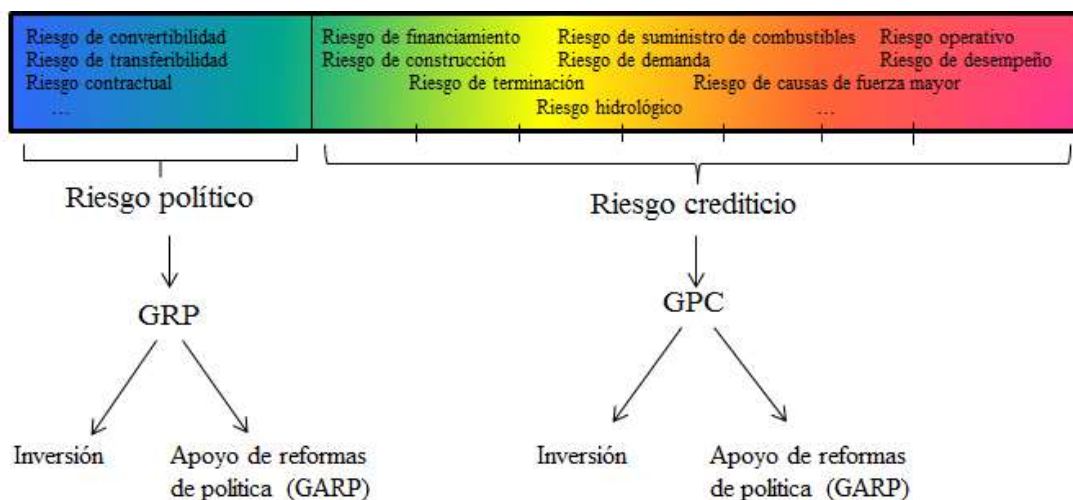 Riesgo de convertibilidad
Riesgo de transferibilidad
Riesgo contractual
...
Riesgo de financiamiento Riesgo de suministro de combustibles Riesgo operativo
Riesgo de construcción Riesgo de demanda Riesgo de desempeño
Riesgo de terminación Riesgo de causas de fuerza mayor
Riesgo hidrológico ...
Riesgo político
Riesgo crediticio
GRP
GPC
Inversión
Apoyo de reformas
de política (GARP)
Inversión
Apoyo de reformas
de política (GARP)